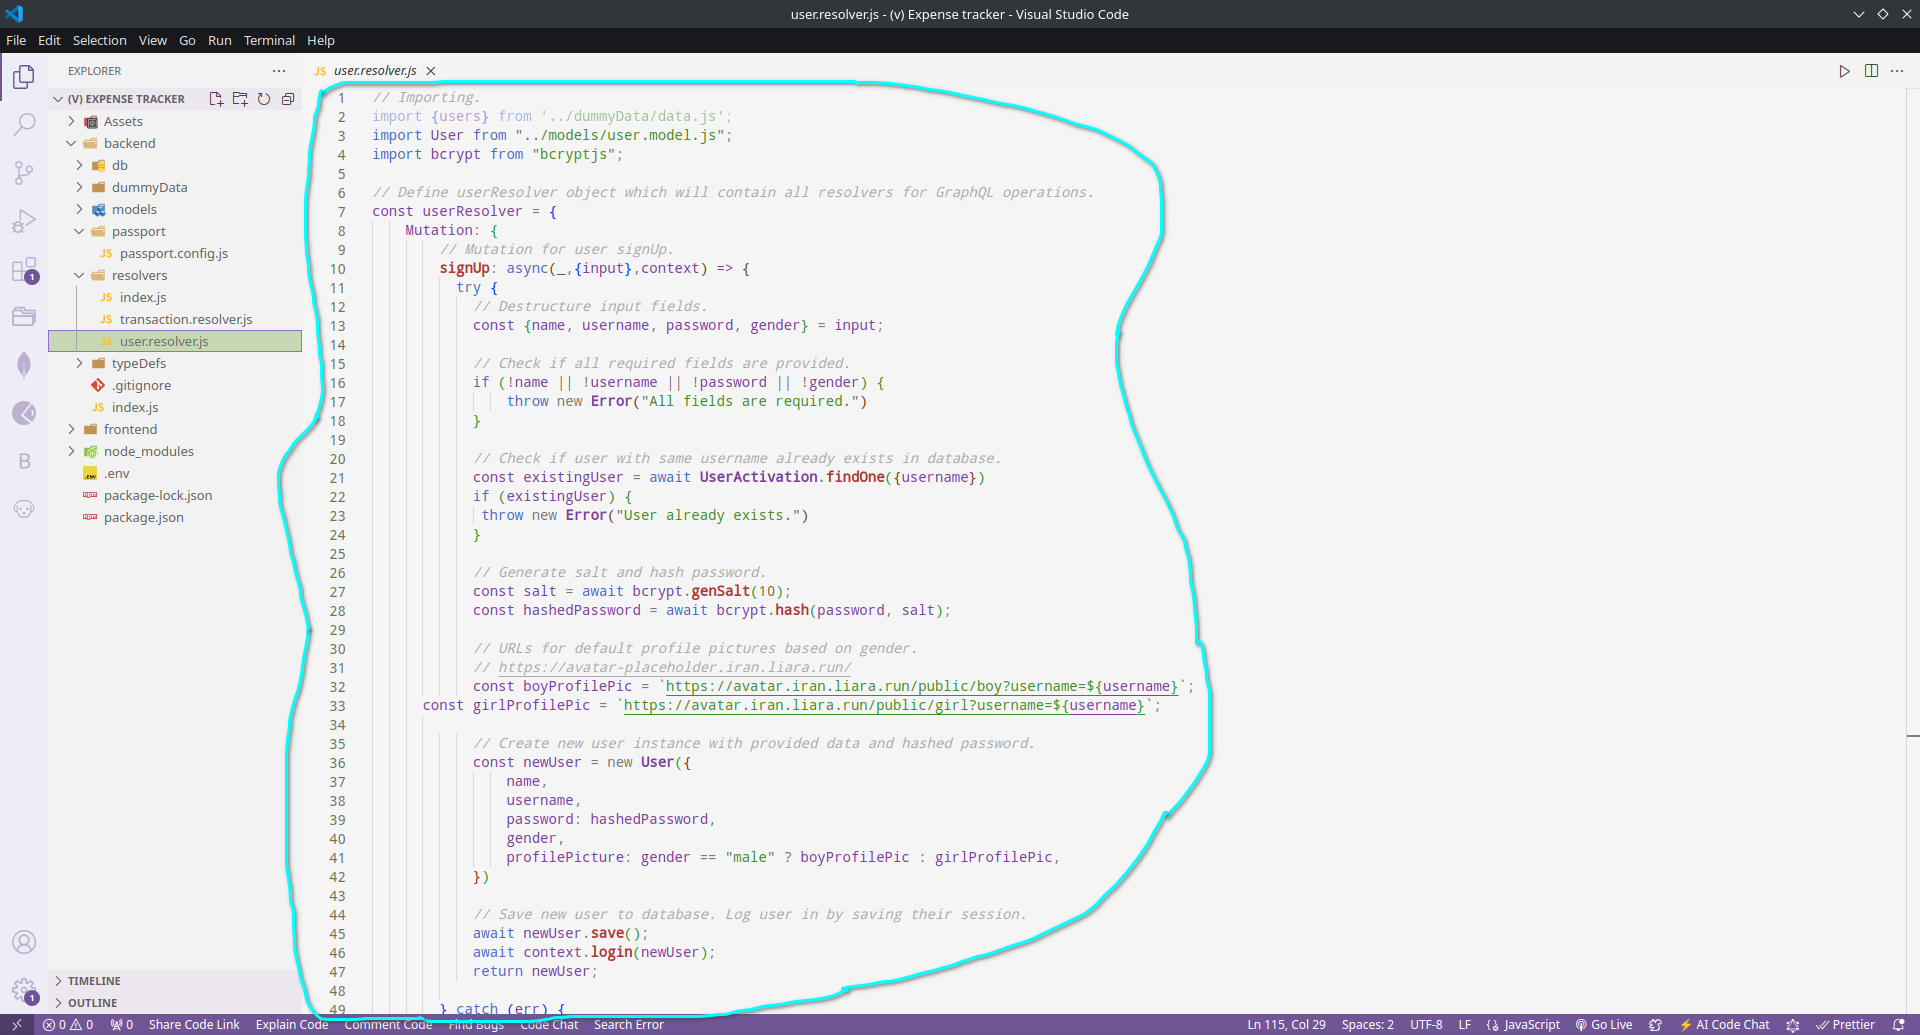 user.resolver.js - (v) Expense tracker - Visual Studio Code
File Edit Selection View Go Run Terminal Help
EXPLORER
(V) EXPENSE TRACKER
Assets
backend
db
dummyData
models
passport
JS passport.config.js
resolvers
JS index.js
JS transaction.resolver.js
JS user.resolver.js
typeDefs
.gitignore
JS index.js
frontend
node_modules
.env
package-lock.json
package.json
TIMELINE
OUTLINE
1
B
1
JS user.resolver.js
1 // Importing.
2 import {users} from '../dummyData/data.js';
3 import User from "../models/user.model.js";
4 import bcrypt from "bcryptjs";
5
6 // Define userResolver object which will contain all resolvers for GraphQL operations.
7 const userResolver = {
8 Mutation: {
9 // Mutation for user signUp.
10 signUp: async(_,{input},context) => {
11 try {
12 // Destructure input fields.
13 const {name, username, password, gender} = input;
14
15 // Check if all required fields are provided.
16 if (!name || !username || !password || !gender) {
17 throw new Error("All fields are required.")
18 }
19
20 // Check if user with same username already exists in database.
21 const existingUser = await UserActivation.findOne({username})
22 if (existingUser) {
23 throw new Error("User already exists.")
24 }
25
26 // Generate salt and hash password.
27 const salt = await bcrypt.genSalt(10);
28 const hashedPassword = await bcrypt.hash(password, salt);
29
30 // URLs for default profile pictures based on gender.
31 // https://avatar-placeholder.iran.liara.run/
32 const boyProfilePic = `https://avatar.iran.liara.run/public/boy?username=${username}`;
33 const girlProfilePic = `https://avatar.iran.liara.run/public/girl?username=${username}`;
34
35 // Create new user instance with provided data and hashed password.
36 const newUser = new User({
37 name,
38 username,
39 password: hashedPassword,
40 gender,
41 profilePicture: gender == "male" ? boyProfilePic : girlProfilePic,
42 })
43
44 // Save new user to database. Log user in by saving their session.
45 await newUser.save();
46 await context.login(newUser);
47 return newUser;
48
49 } catch (err) {
0 0 0 Share Code Link Explain Code Comment Code Find Bugs Code Chat Search Error Ln 115, Col 29 Spaces: 2 UTF-8 LF {} JavaScript Go Live AI Code Chat Prettier